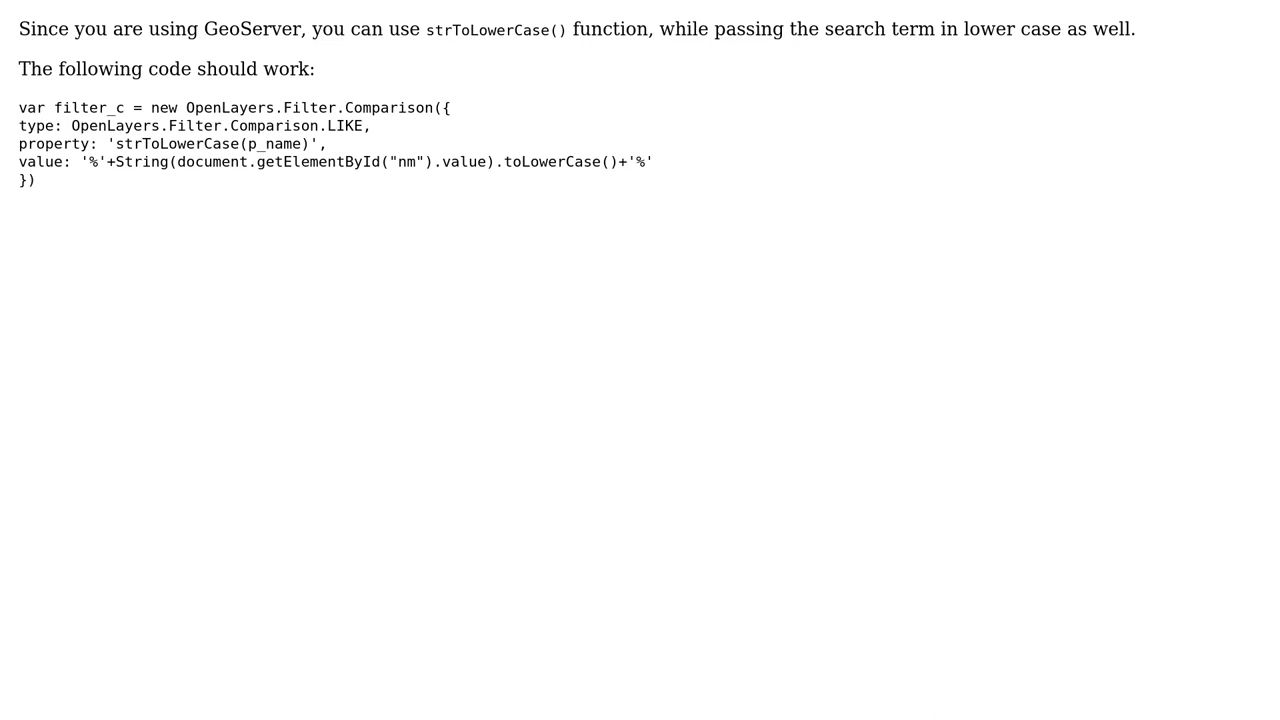 Since you are using GeoServer, you can use strToLowerCase() function, while passing the search term in lower case as well.
The following code should work:
var filter_c = new OpenLayers.Filter.Comparison({
type: OpenLayers.Filter.Comparison.LIKE,
property: 'strToLowerCase(p_name)',
value: '%'+String(document.getElementById("nm").value).toLowerCase()+'%'
})